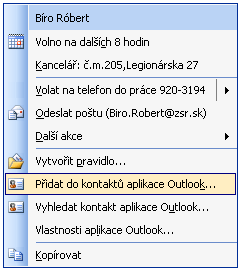 Bíro Róbert
Volno na dalších 8 hodin
Kancelář: č.m.205,Legionárska 27
Volat na telefon do práce 920-3194
Odeslat poštu (Biro.Robert@zsr.sk)
Další akce
Vytvořit pravidlo...
Přidat do kontaktů aplikace Outlook...
Vyhledat kontakt aplikace Outlook...
Vlastnosti aplikace Outlook...
Kopírovat